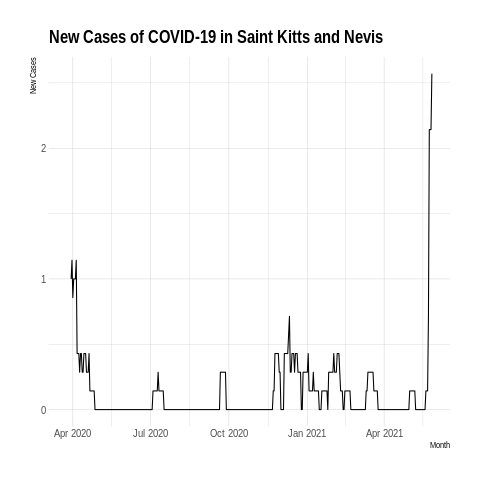 New Cases of COVID-19 in Saint Kitts and Nevis
New Cases
2
1
0
Apr 2020 Jul 2020 Oct 2020 Jan 2021 Apr 2021
Month